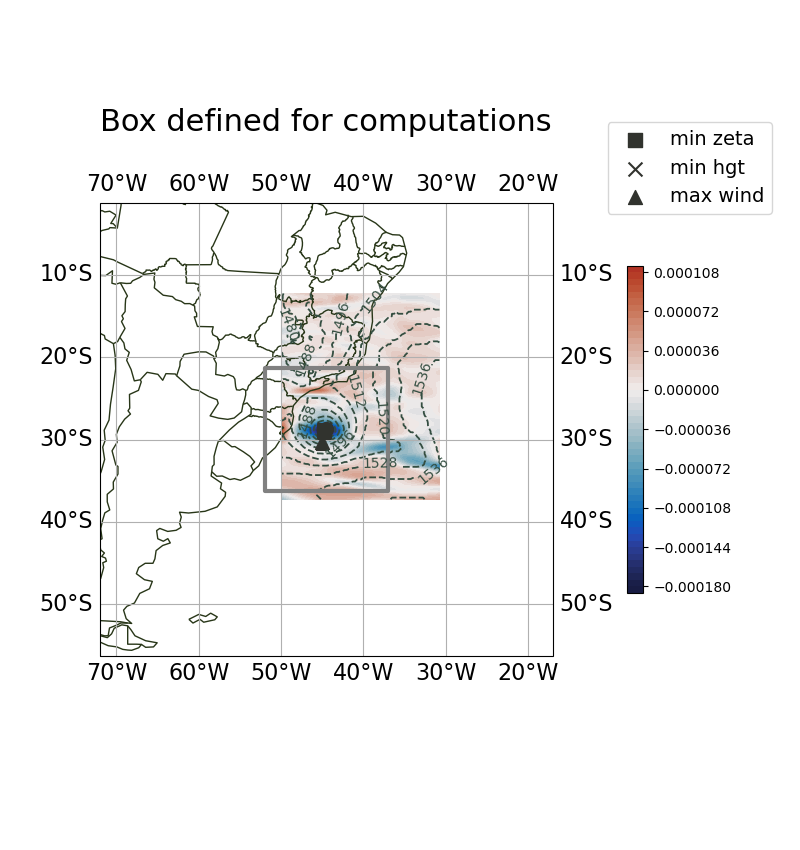 Box defined for computations
min zeta
min hgt
max wind
70°W 60°W 50°W 40°W 30°W 20°W
10°S 10°S
20°S 20°S
30°S 30°S
40°S 40°S
50°S 50°S
70°W 60°W 50°W 40°W 30°W 20°W
0.000108
0.000072
0.000036
0.000000
−0.000036
−0.000072
−0.000108
−0.000144
−0.000180
1504
1496
1488
1536
1512
1520
1528
1536